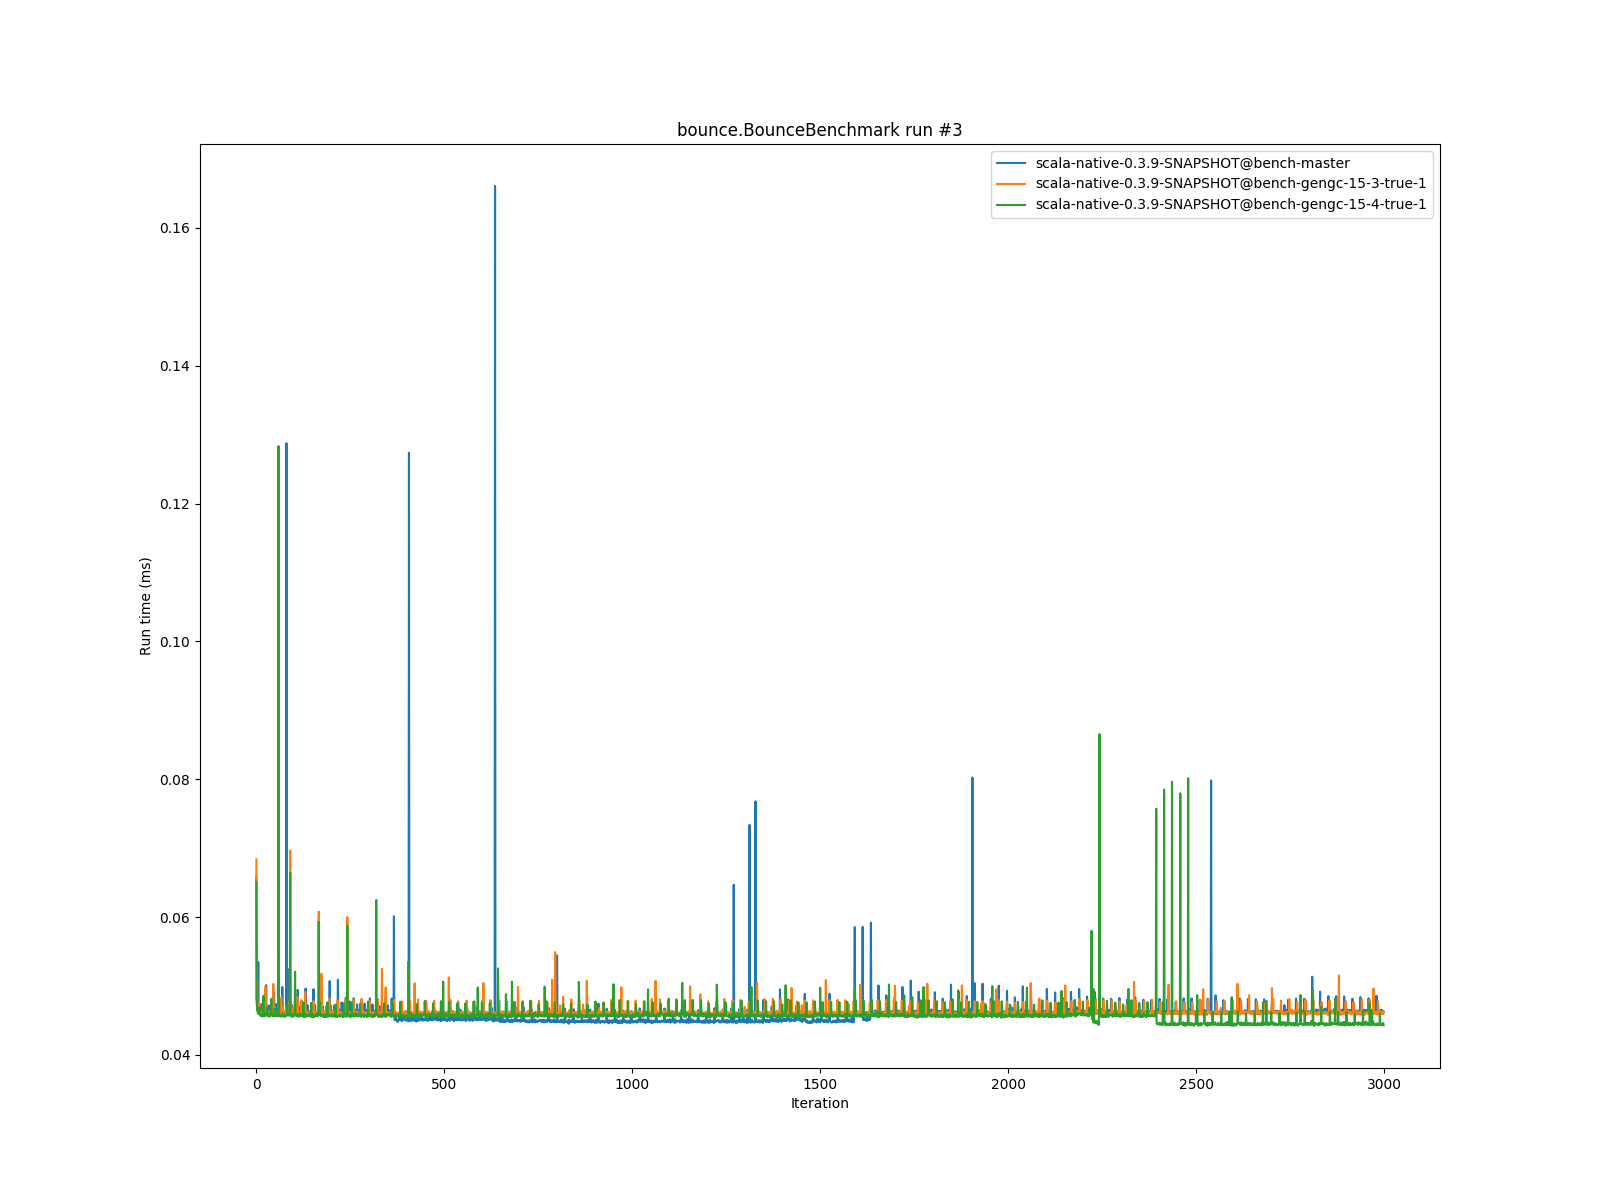 bounce.BounceBenchmark run #3
scala-native-0.3.9-SNAPSHOT@bench-master
scala-native-0.3.9-SNAPSHOT@bench-gengc-15-3-true-1
scala-native-0.3.9-SNAPSHOT@bench-gengc-15-4-true-1
0.16
0.14
0.12
0.10
0.08
0.06
0.04
Run time (ms)
0
500
1000
1500
2000
2500
3000
Iteration